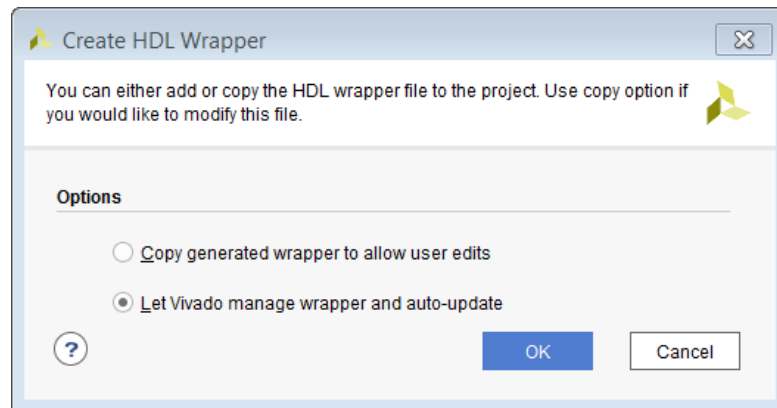 Create HDL Wrapper
You can either add or copy the HDL wrapper file to the project. Use copy option if
you would like to modify this file.
Options
Copy generated wrapper to allow user edits
Let Vivado manage wrapper and auto-update
?
OK
Cancel